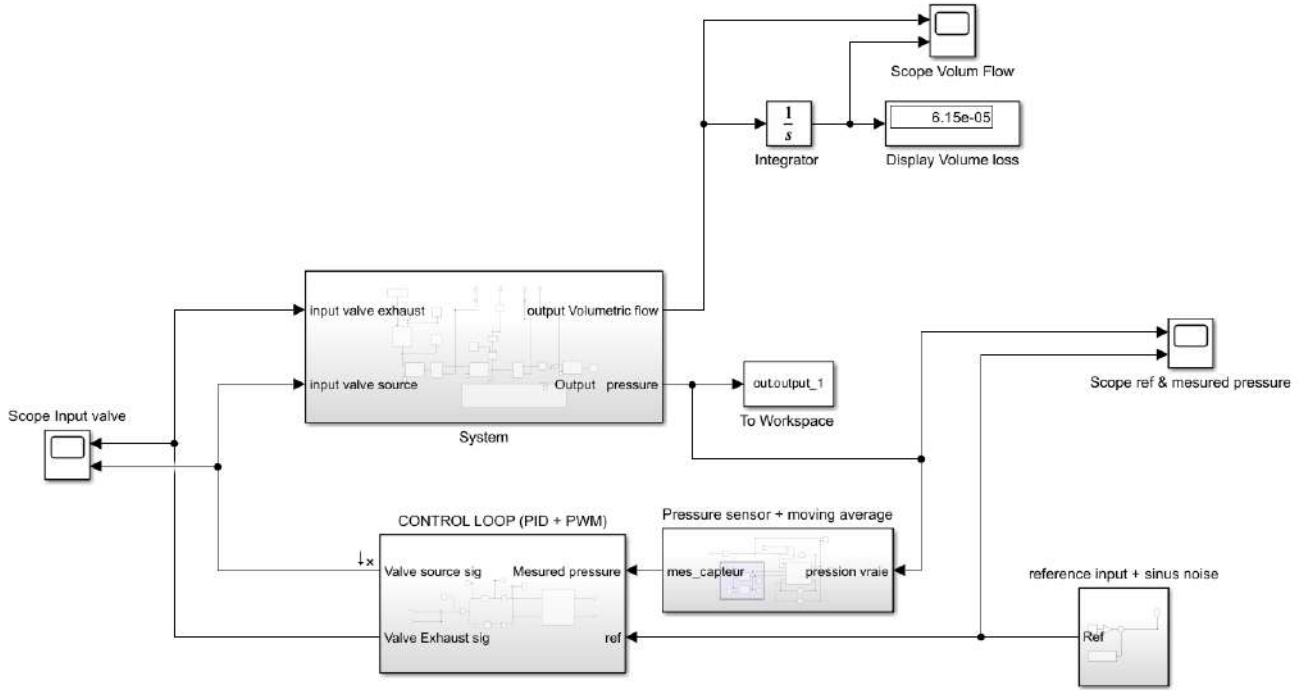 Scope Volum Flow
1
s
Integrator
6.15e-05
Display Volume loss
input valve exhaust
output Volumetric flow
input valve source
Output pressure
System
out.output_1
To Workspace
Scope ref & mesured pressure
Scope Input valve
CONTROL LOOP (PID + PWM)
Valve source sig
Mesured pressure
Valve Exhaust sig
ref
Pressure sensor + moving average
mes_capteur
pression vraie
reference input + sinus noise
Ref